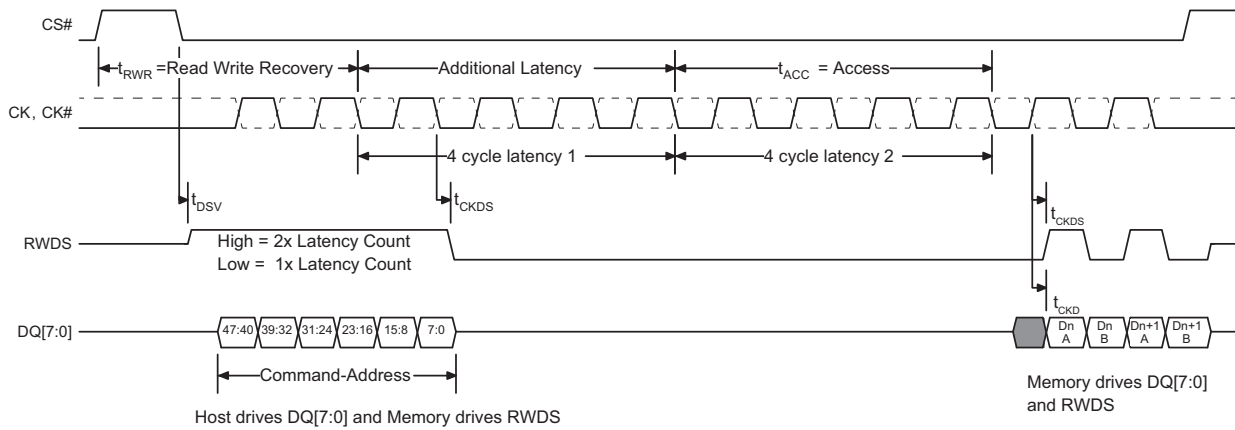 CS#
tRWR =Read Write Recovery
Additional Latency
tACC = Access
CK, CK#
4 cycle latency 1
4 cycle latency 2
tDSV
tCKDS
tCKDS
RWDS
High = 2x Latency Count
Low = 1x Latency Count
tCKD
DQ[7:0]
47:40
39:32
31:24
23:16
15:8
7:0
Dn
A
Dn
B
Dn+1
A
Dn+1
B
Command-Address
Memory drives DQ[7:0]
and RWDS
Host drives DQ[7:0] and Memory drives RWDS